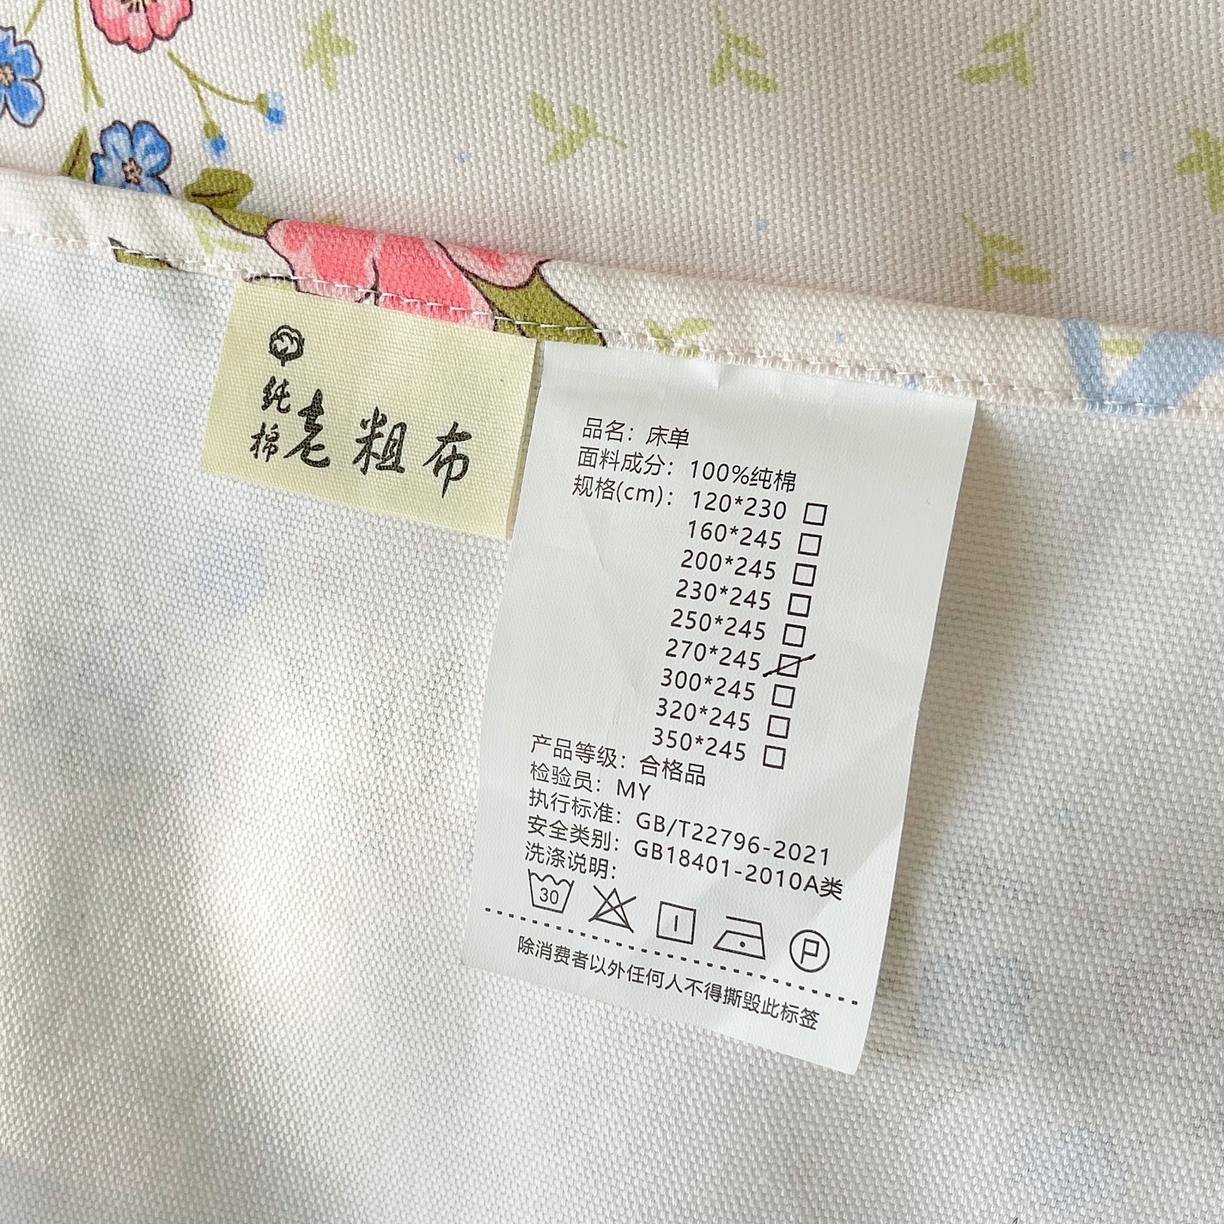 纯棉老粗布
品名：床单
面料成分：100%纯棉
规格(cm)：120*230 □
160*245 □
200*245 □
230*245 □
250*245 □
270*245 □
300*245 □
320*245 □
350*245 □
产品等级：合格品
检验员：MY
执行标准：GB/T22796-2021
安全类别：GB18401-2010A类
洗涤说明：
30
P
除消费者以外任何人不得撕毁此标签